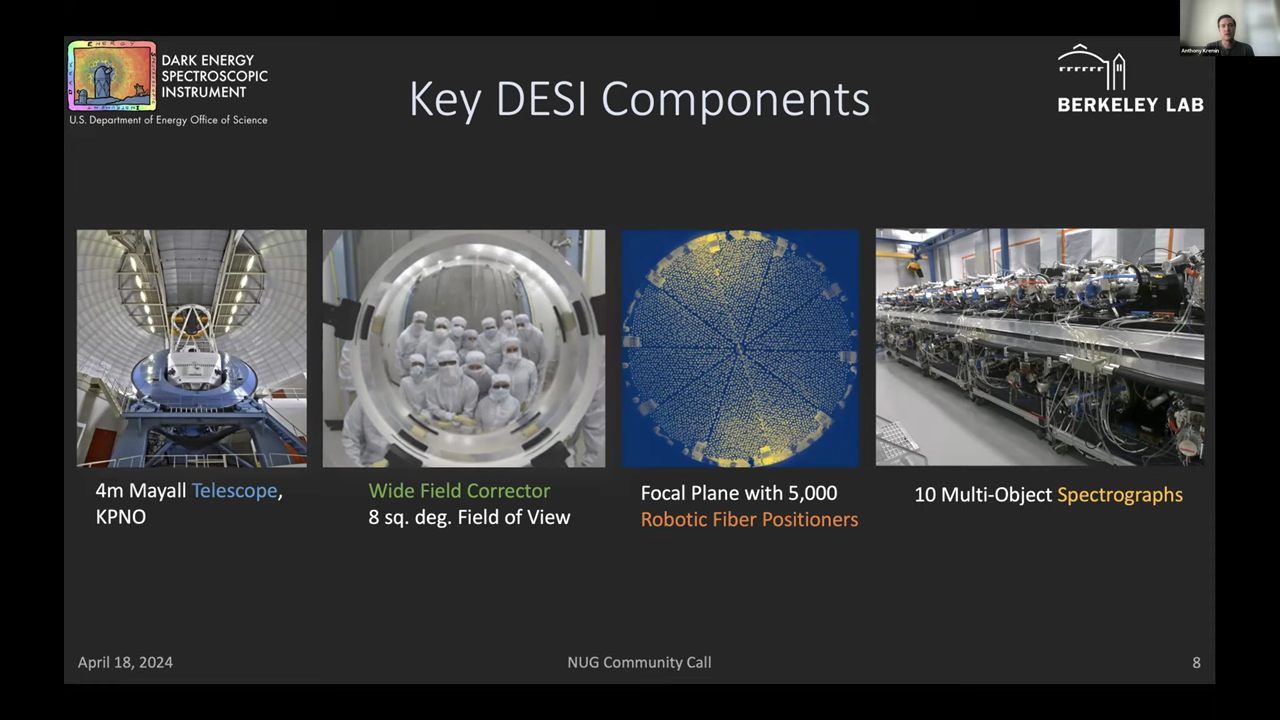 Anthony Kremin
DARK ENERGY
SPECTROSCOPIC
INSTRUMENT
U.S. Department of Energy Office of Science
Key DESI Components
BERKELEY LAB
4m Mayall Telescope,
KPNO
Wide Field Corrector
8 sq. deg. Field of View
Focal Plane with 5,000
Robotic Fiber Positioners
10 Multi-Object Spectrographs
April 18, 2024
NUG Community Call
8